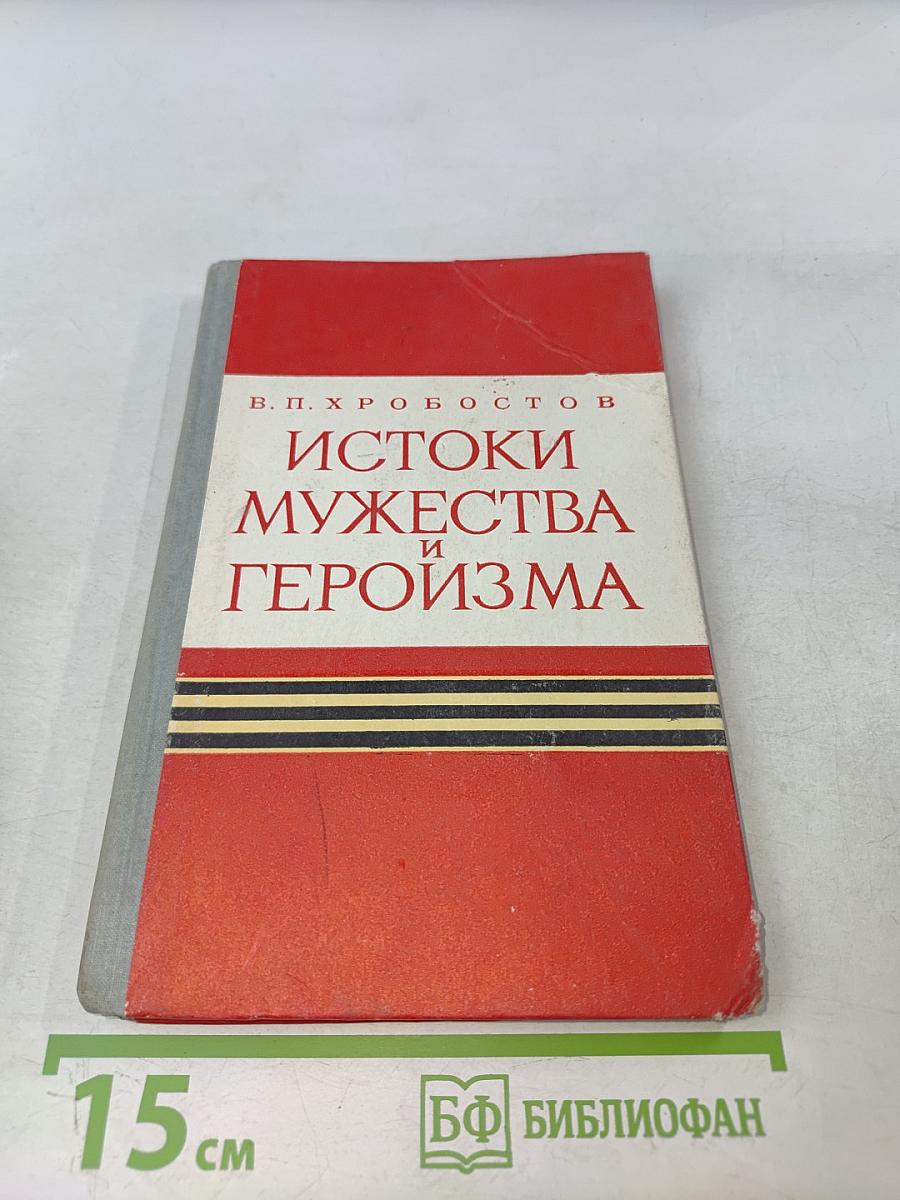 В. П. ХРОБОСТОВ
ИСТОКИ
МУЖЕСТВА
И
ГЕРОИЗМА
15 см
БФ БИБЛИОФАН